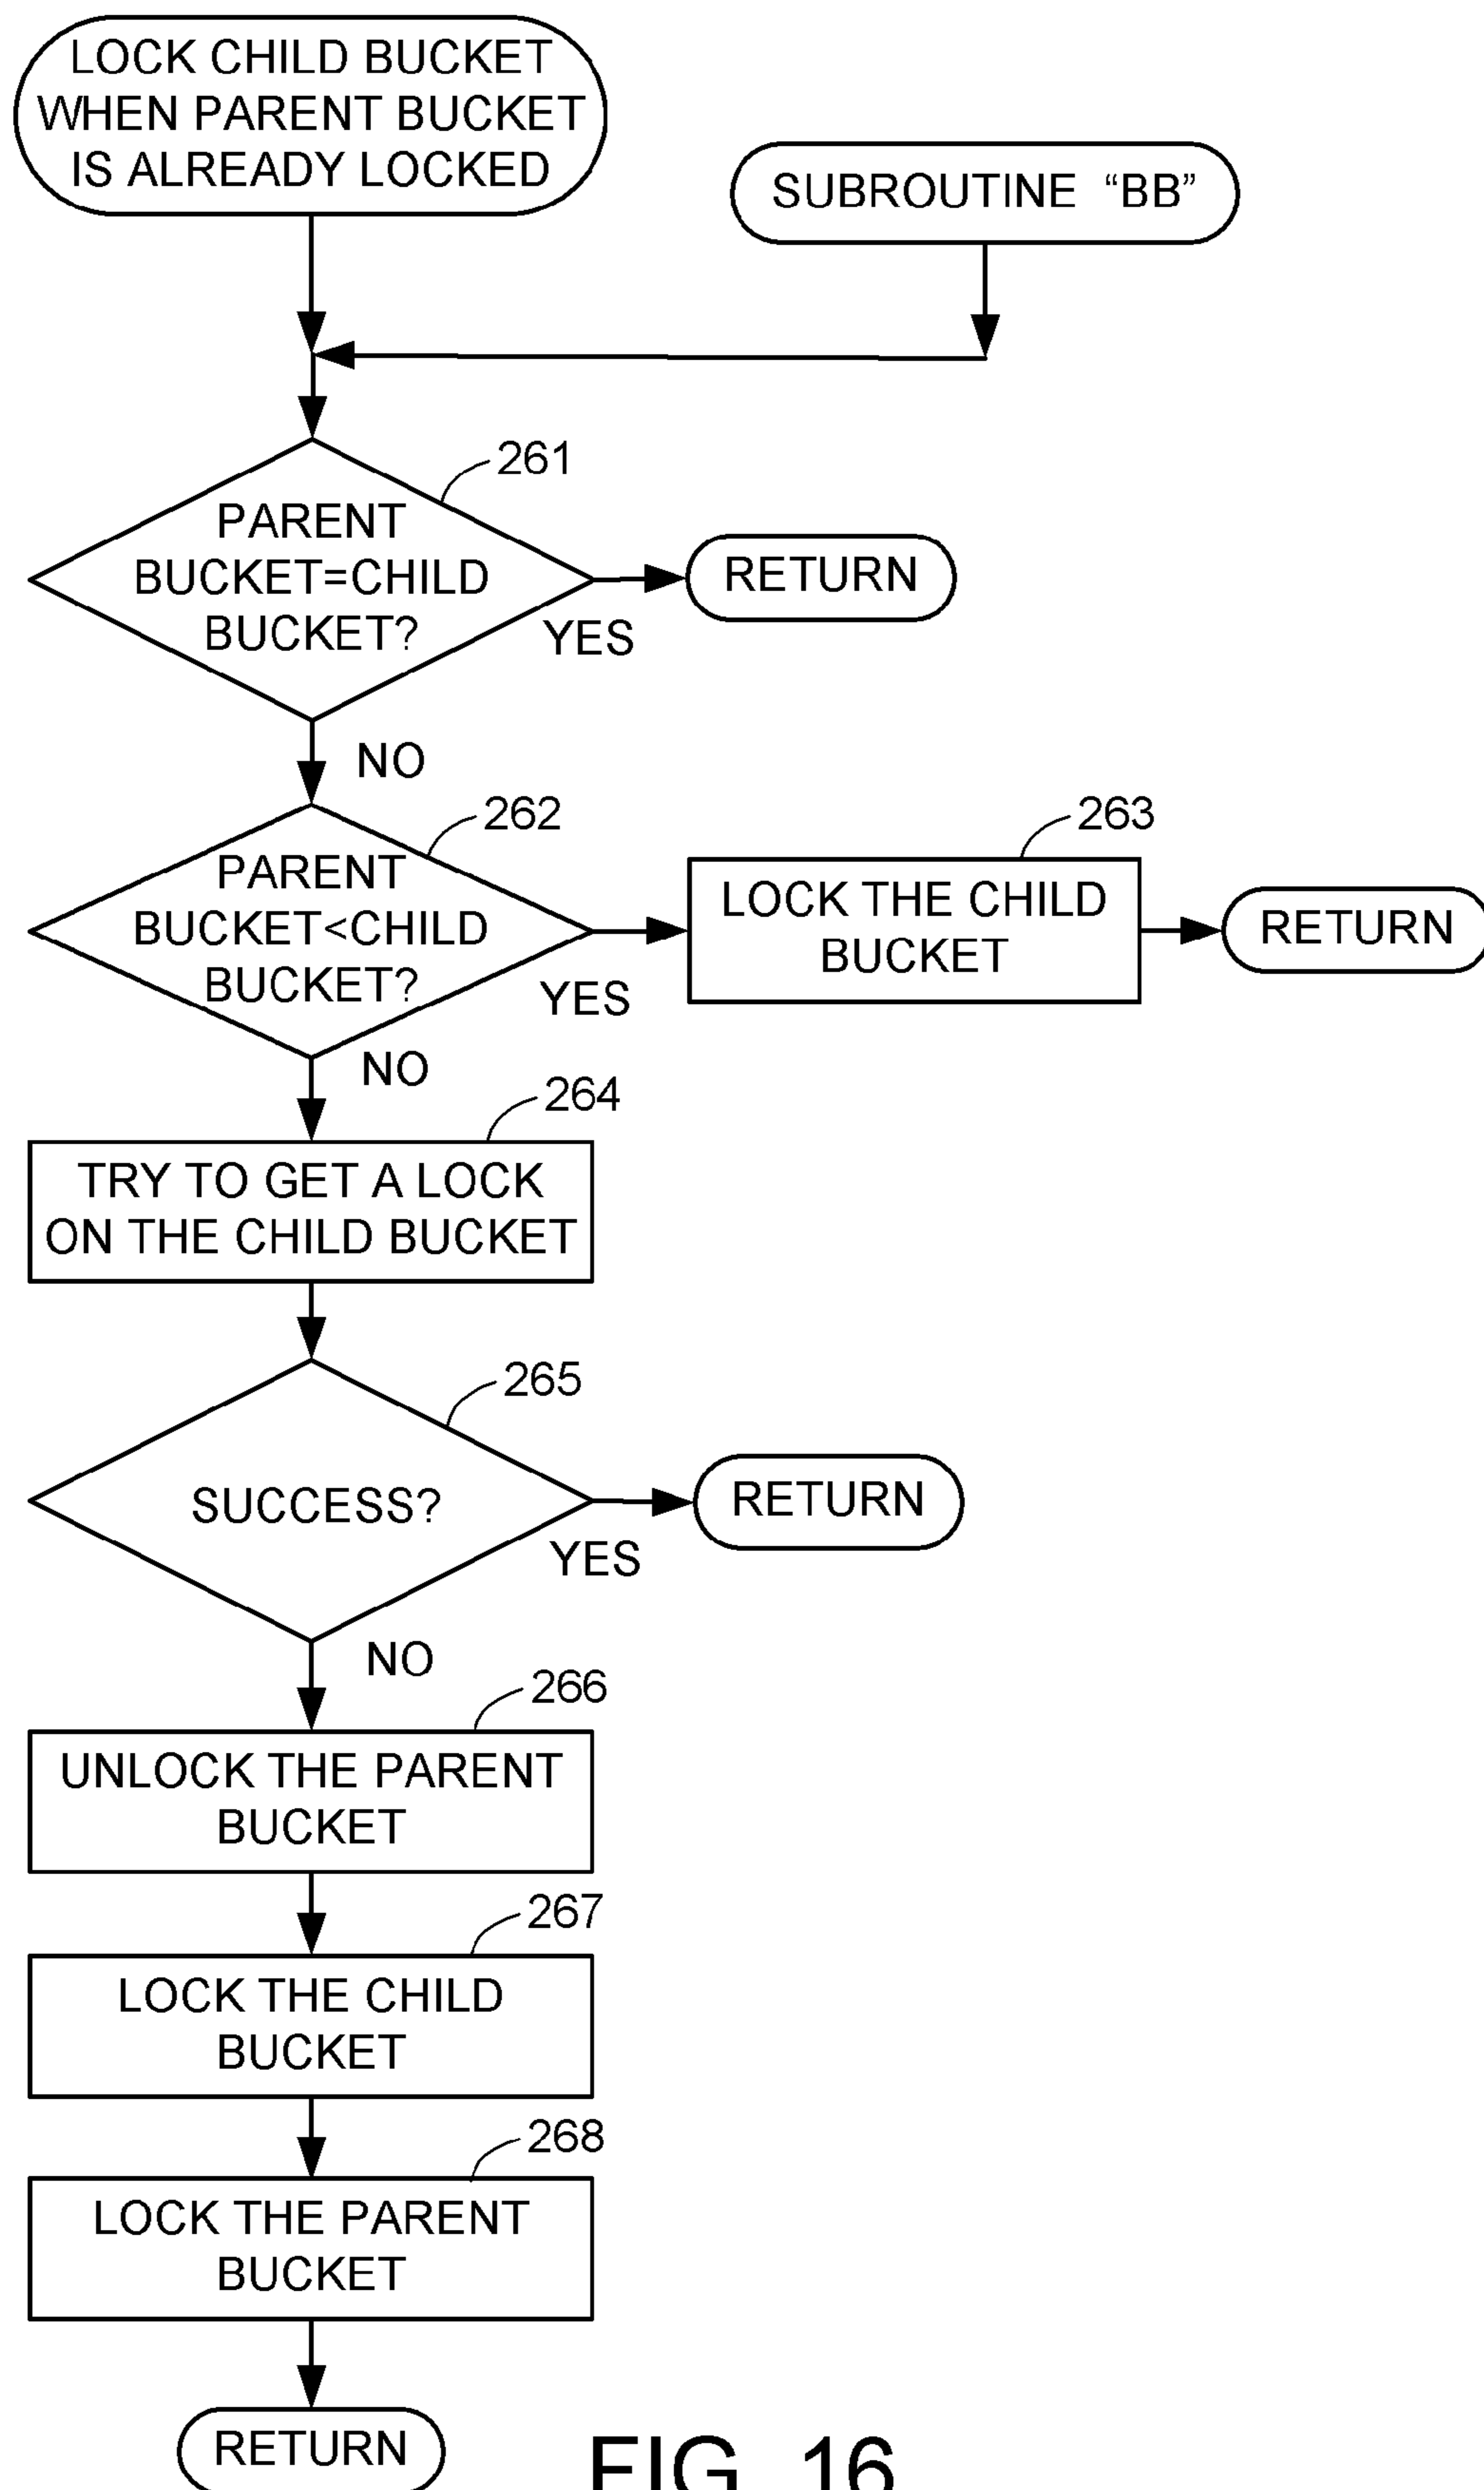 LOCK CHILD BUCKET
WHEN PARENT BUCKET
IS ALREADY LOCKED
SUBROUTINE “BB”
261
PARENT
BUCKET=CHILD
BUCKET?
YES
RETURN
NO
262
PARENT
BUCKET<CHILD
BUCKET?
YES
263
LOCK THE CHILD
BUCKET
RETURN
NO
264
TRY TO GET A LOCK
ON THE CHILD BUCKET
265
SUCCESS?
YES
RETURN
NO
266
UNLOCK THE PARENT
BUCKET
267
LOCK THE CHILD
BUCKET
268
LOCK THE PARENT
BUCKET
RETURN
FIG. 16